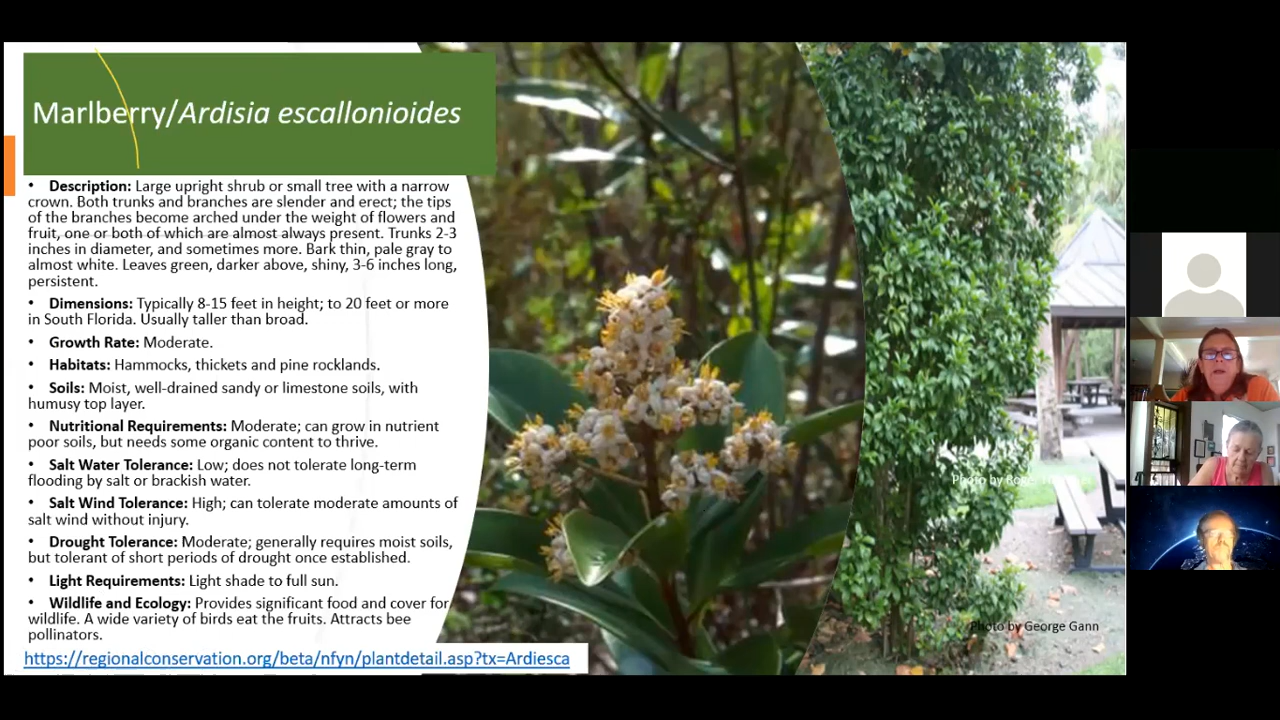 Marlberry/Ardisia escallonioides
• Description: Large upright shrub or small tree with a narrow
crown. Both trunks and branches are slender and erect; the tips
of the branches become arched under the weight of flowers and
fruit, one or both of which are almost always present. Trunks 2-3
inches in diameter, and sometimes more. Bark thin, pale gray to
almost white. Leaves green, darker above, shiny, 3-6 inches long,
persistent.
• Dimensions: Typically 8-15 feet in height; to 20 feet or more
in South Florida. Usually taller than broad.
• Growth Rate: Moderate.
• Habitats: Hammocks, thickets and pine rocklands.
• Soils: Moist, well-drained sandy or limestone soils, with
humusy top layer.
• Nutritional Requirements: Moderate; can grow in nutrient
poor soils, but needs some organic content to thrive.
• Salt Water Tolerance: Low; does not tolerate long-term
flooding by salt or brackish water.
• Salt Wind Tolerance: High; can tolerate moderate amounts of
salt wind without injury.
• Drought Tolerance: Moderate; generally requires moist soils,
but tolerant of short periods of drought once established.
• Light Requirements: Light shade to full sun.
• Wildlife and Ecology: Provides significant food and cover for
wildlife. A wide variety of birds eat the fruits. Attracts bee
pollinators.
https://regionalconservation.org/beta/nfyn/plantdetail.asp?tx=Ardiesca
Photo by Roger
Photo by George Gann